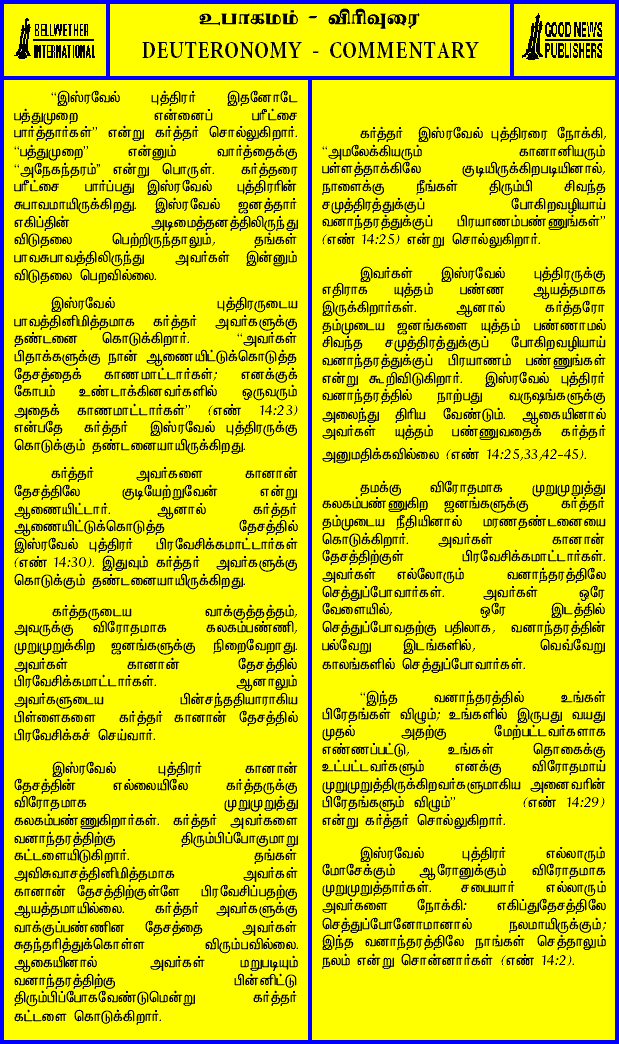 BELLWETHER
INTERNATIONAL
உபாகமம் - விரிவுரை
DEUTERONOMY - COMMENTARY
GOOD NEWS
PUBLISHERS
“இஸ்ரவேல் புத்திரர் இதனோடே
பத்துமுறை என்னைப் பரீட்சை
பார்த்தார்கள்” என்று கர்த்தர் சொல்லுகிறார்.
“பத்துமுறை” என்னும் வார்த்தைக்கு
“அநேகந்தரம்” என்று பொருள். கர்த்தரை
பரீட்சை பார்ப்பது இஸ்ரவேல் புத்திரரின்
சுபாவமாயிருக்கிறது. இஸ்ரவேல் ஜனத்தார்
எகிப்தின் அடிமைத்தனத்திலிருந்து
விடுதலை பெற்றிருந்தாலும், தங்கள்
பாவசுபாவத்திலிருந்து அவர்கள் இன்னும்
விடுதலை பெறவில்லை.
இஸ்ரவேல் புத்திரருடைய
பாவத்தினிமித்தமாக கர்த்தர் அவர்களுக்கு
தண்டனை கொடுக்கிறார். “அவர்கள்
பிதாக்களுக்கு நான் ஆணையிட்டுக்கொடுத்த
தேசத்தைக் காணமாட்டார்கள்; எனக்குக்
கோபம் உண்டாக்கினவர்களில் ஒருவரும்
அதைக் காணமாட்டார்கள்” (எண் 14:23)
என்பதே கர்த்தர் இஸ்ரவேல் புத்திரருக்கு
கொடுக்கும் தண்டனையாயிருக்கிறது.
கர்த்தர் அவர்களை கானான்
தேசத்திலே குடியேற்றுவேன் என்று
ஆணையிட்டார். ஆனால் கர்த்தர்
ஆணையிட்டுக்கொடுத்த தேசத்தில்
இஸ்ரவேல் புத்திரர் பிரவேசிக்கமாட்டார்கள்
(எண் 14:30). இதுவும் கர்த்தர் அவர்களுக்கு
கொடுக்கும் தண்டனையாயிருக்கிறது.
கர்த்தருடைய வாக்குத்தத்தம்,
அவருக்கு விரோதமாக கலகம்பண்ணி,
முறுமுறுக்கிற ஜனங்களுக்கு நிறைவேறாது.
அவர்கள் கானான் தேசத்தில்
பிரவேசிக்கமாட்டார்கள். ஆனாலும்
அவர்களுடைய பின்சந்ததியாராகிய
பிள்ளைகளை கர்த்தர் கானான் தேசத்தில்
பிரவேசிக்கச் செய்வார்.
இஸ்ரவேல் புத்திரர் கானான்
தேசத்தின் எல்லையிலே கர்த்தருக்கு
விரோதமாக முறுமுறுத்து
கலகம்பண்ணுகிறார்கள். கர்த்தர் அவர்களை
வனாந்தரத்திற்கு திரும்பிப்போகுமாறு
கட்டளையிடுகிறார். தங்கள்
அவிசுவாசத்தினிமித்தமாக அவர்கள்
கானான் தேசத்திற்குள்ளே பிரவேசிப்பதற்கு
ஆயத்தமாயில்லை. கர்த்தர் அவர்களுக்கு
வாக்குப்பண்ணின தேசத்தை அவர்கள்
சுதந்தரித்துக்கொள்ள விரும்பவில்லை.
ஆகையினால் அவர்கள் மறுபடியும்
வனாந்தரத்திற்கு பின்னிட்டு
திரும்பிப்போகவேண்டுமென்று கர்த்தர்
கட்டளை கொடுக்கிறார்.
கர்த்தர் இஸ்ரவேல் புத்திரரை நோக்கி,
“அமலேக்கியரும் கானானியரும்
பள்ளத்தாக்கிலே குடியிருக்கிறபடியினால்,
நாளைக்கு நீங்கள் திரும்பி சிவந்த
சமுத்திரத்துக்குப் போகிறவழியாய்
வனாந்தரத்துக்குப் பிரயாணம்பண்ணுங்கள்”
(எண் 14:25) என்று சொல்லுகிறார்.
இவர்கள் இஸ்ரவேல் புத்திரருக்கு
எதிராக யுத்தம் பண்ண ஆயத்தமாக
இருக்கிறார்கள். ஆனால் கர்த்தரோ
தம்முடைய ஜனங்களை யுத்தம் பண்ணாமல்
சிவந்த சமுத்திரத்துக்குப் போகிறவழியாய்
வனாந்தரத்துக்குப் பிரயாணம் பண்ணுங்கள்
என்று கூறிவிடுகிறார். இஸ்ரவேல் புத்திரர்
வனாந்தரத்தில் நாற்பது வருஷங்களுக்கு
அலைந்து திரிய வேண்டும். ஆகையினால்
அவர்கள் யுத்தம் பண்ணுவதைக் கர்த்தர்
அனுமதிக்கவில்லை (எண் 14:25,33,42-45).
தமக்கு விரோதமாக முறுமுறுத்து
கலகம்பண்ணுகிற ஜனங்களுக்கு கர்த்தர்
தம்முடைய நீதியினால் மரணதண்டனையை
கொடுக்கிறார். அவர்கள் கானான்
தேசத்திற்குள் பிரவேசிக்கமாட்டார்கள்.
அவர்கள் எல்லோரும் வனாந்தரத்திலே
செத்துப்போவார்கள். அவர்கள் ஒரே
வேளையில், ஒரே இடத்தில்
செத்துப்போவதற்கு பதிலாக, வனாந்தரத்தின்
பல்வேறு இடங்களில், வெவ்வேறு
காலங்களில் செத்துப்போவார்கள்.
“இந்த வனாந்தரத்தில் உங்கள்
பிரேதங்கள் விழும்; உங்களில் இருபது வயது
முதல் அதற்கு மேற்பட்டவர்களாக
எண்ணப்பட்டு, உங்கள் தொகைக்கு
உட்பட்டவர்களும் எனக்கு விரோதமாய்
முறுமுறுத்திருக்கிறவர்களுமாகிய அனைவரின்
பிரேதங்களும் விழும்” (எண் 14:29)
என்று கர்த்தர் சொல்லுகிறார்.
இஸ்ரவேல் புத்திரர் எல்லாரும்
மோசேக்கும் ஆரோனுக்கும் விரோதமாக
முறுமுறுத்தார்கள். சபையார் எல்லாரும்
அவர்களை நோக்கி: எகிப்துதேசத்திலே
செத்துப்போனோமானால் நலமாயிருக்கும்;
இந்த வனாந்தரத்திலே நாங்கள் செத்தாலும்
நலம் என்று சொன்னார்கள் (எண் 14:2).